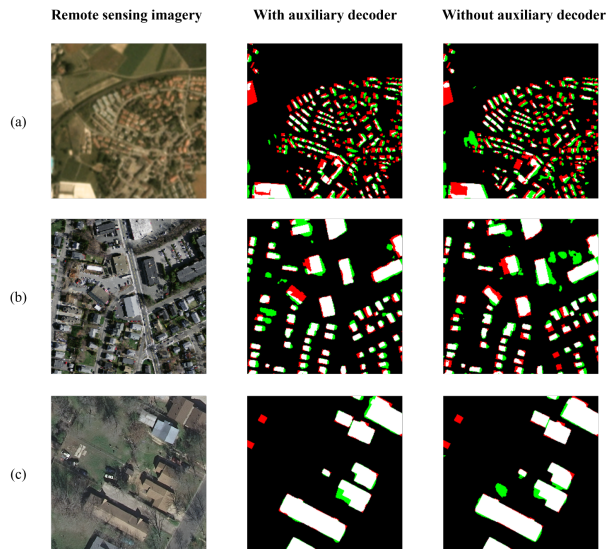 Remote sensing imagery
With auxiliary decoder
Without auxiliary decoder
(a)
(b)
(c)